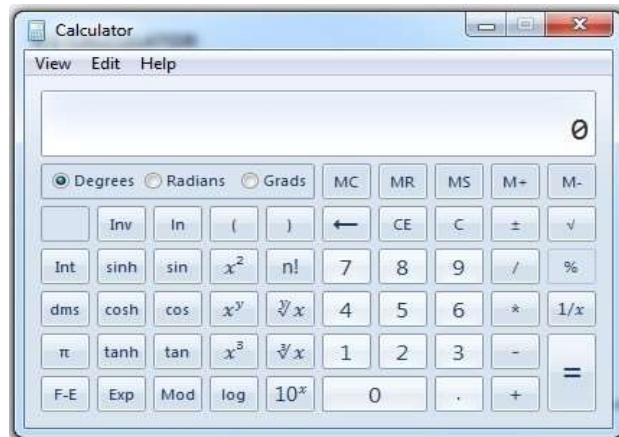 Calculator
View Edit Help
0
Degrees Radians Grads MC MR MS M+ M-
Inv ln ( ) ← CE C ± √
Int sinh sin x² n! 7 8 9 / %
dms cosh cos xʸ ʸ√x 4 5 6 * 1/x
π tanh tan x³ ³√x 1 2 3 - =
F-E Exp Mod log 10ˣ 0 . +